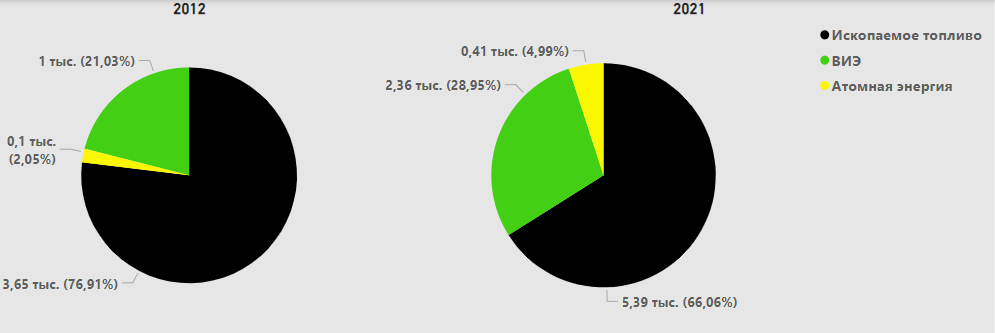 2012
1 тыс. (21,03%)
0,1 тыс.
(2,05%)
3,65 тыс. (76,91%)
2021
0,41 тыс. (4,99%)
2,36 тыс. (28,95%)
5,39 тыс. (66,06%)
Ископаемое топливо
ВИЭ
Атомная энергия